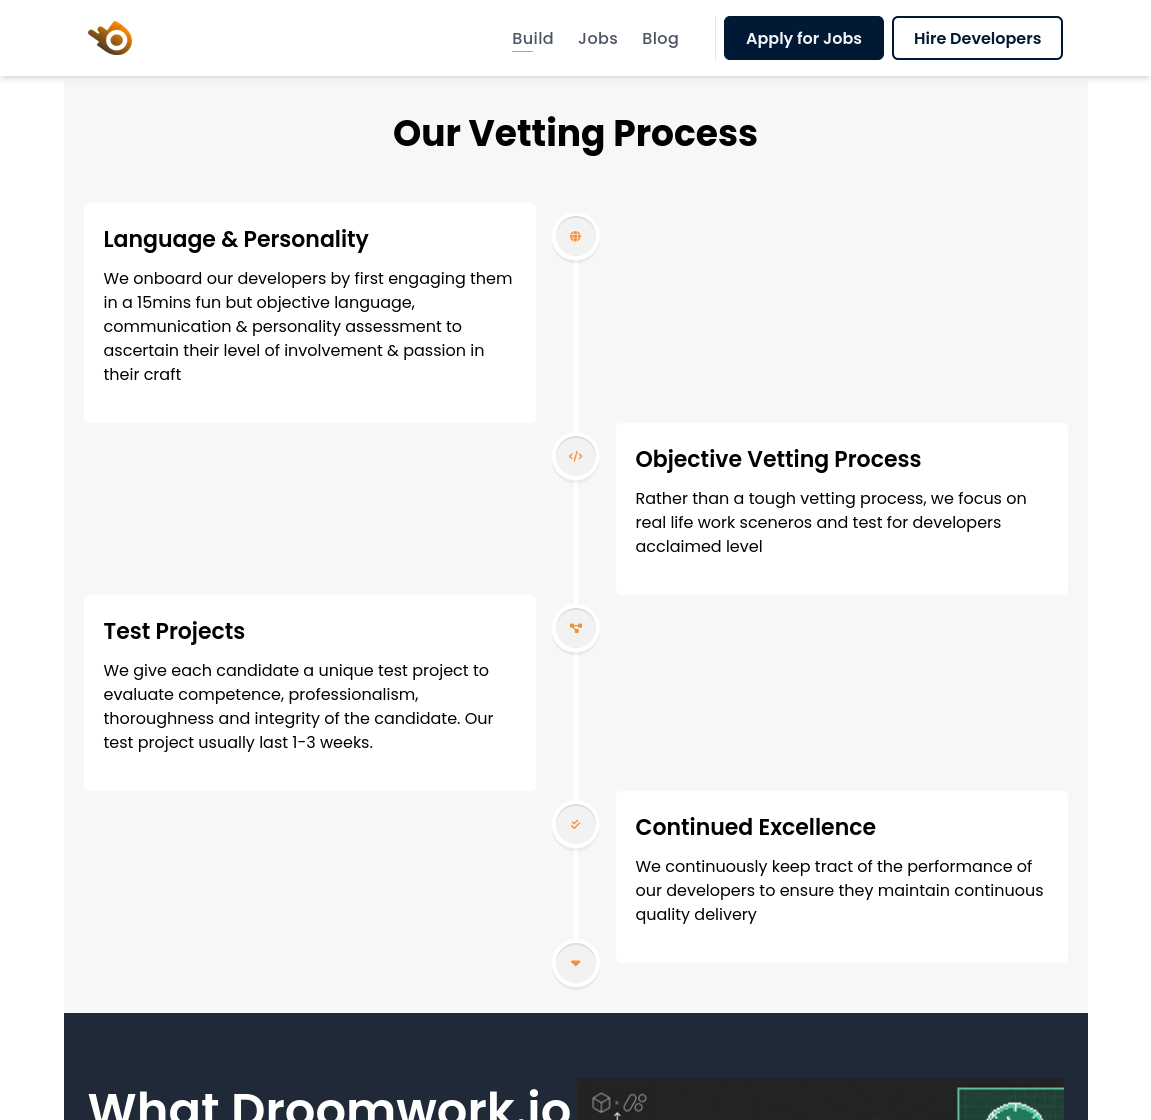 Build Jobs Blog Apply for Jobs Hire Developers
Our Vetting Process
Language & Personality
We onboard our developers by first engaging them
in a 15mins fun but objective language,
communication & personality assessment to
ascertain their level of involvement & passion in
their craft
Objective Vetting Process
Rather than a tough vetting process, we focus on
real life work sceneros and test for developers
acclaimed level
Test Projects
We give each candidate a unique test project to
evaluate competence, professionalism,
thoroughness and integrity of the candidate. Our
test project usually last 1-3 weeks.
Continued Excellence
We continuously keep tract of the performance of
our developers to ensure they maintain continuous
quality delivery
What Droomwork.io